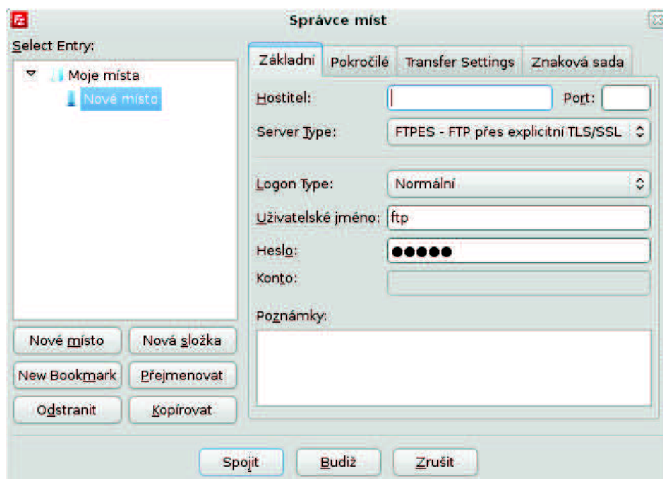 Správce míst
Select Entry:
Moje místa
Nové místo
Nové místo
Nová složka
New Bookmark
Přejmenovat
Odstranit
Kopírovat
Základní
Pokročilé
Transfer Settings
Znaková sada
Hostitel:
Port:
Server Type:
FTPES - FTP přes explicitní TLS/SSL
Logon Type:
Normální
Uživatelské jméno:
ftp
Heslo:
●●●●●
Konto:
Poznámky:
Spojit
Budiž
Zrušit